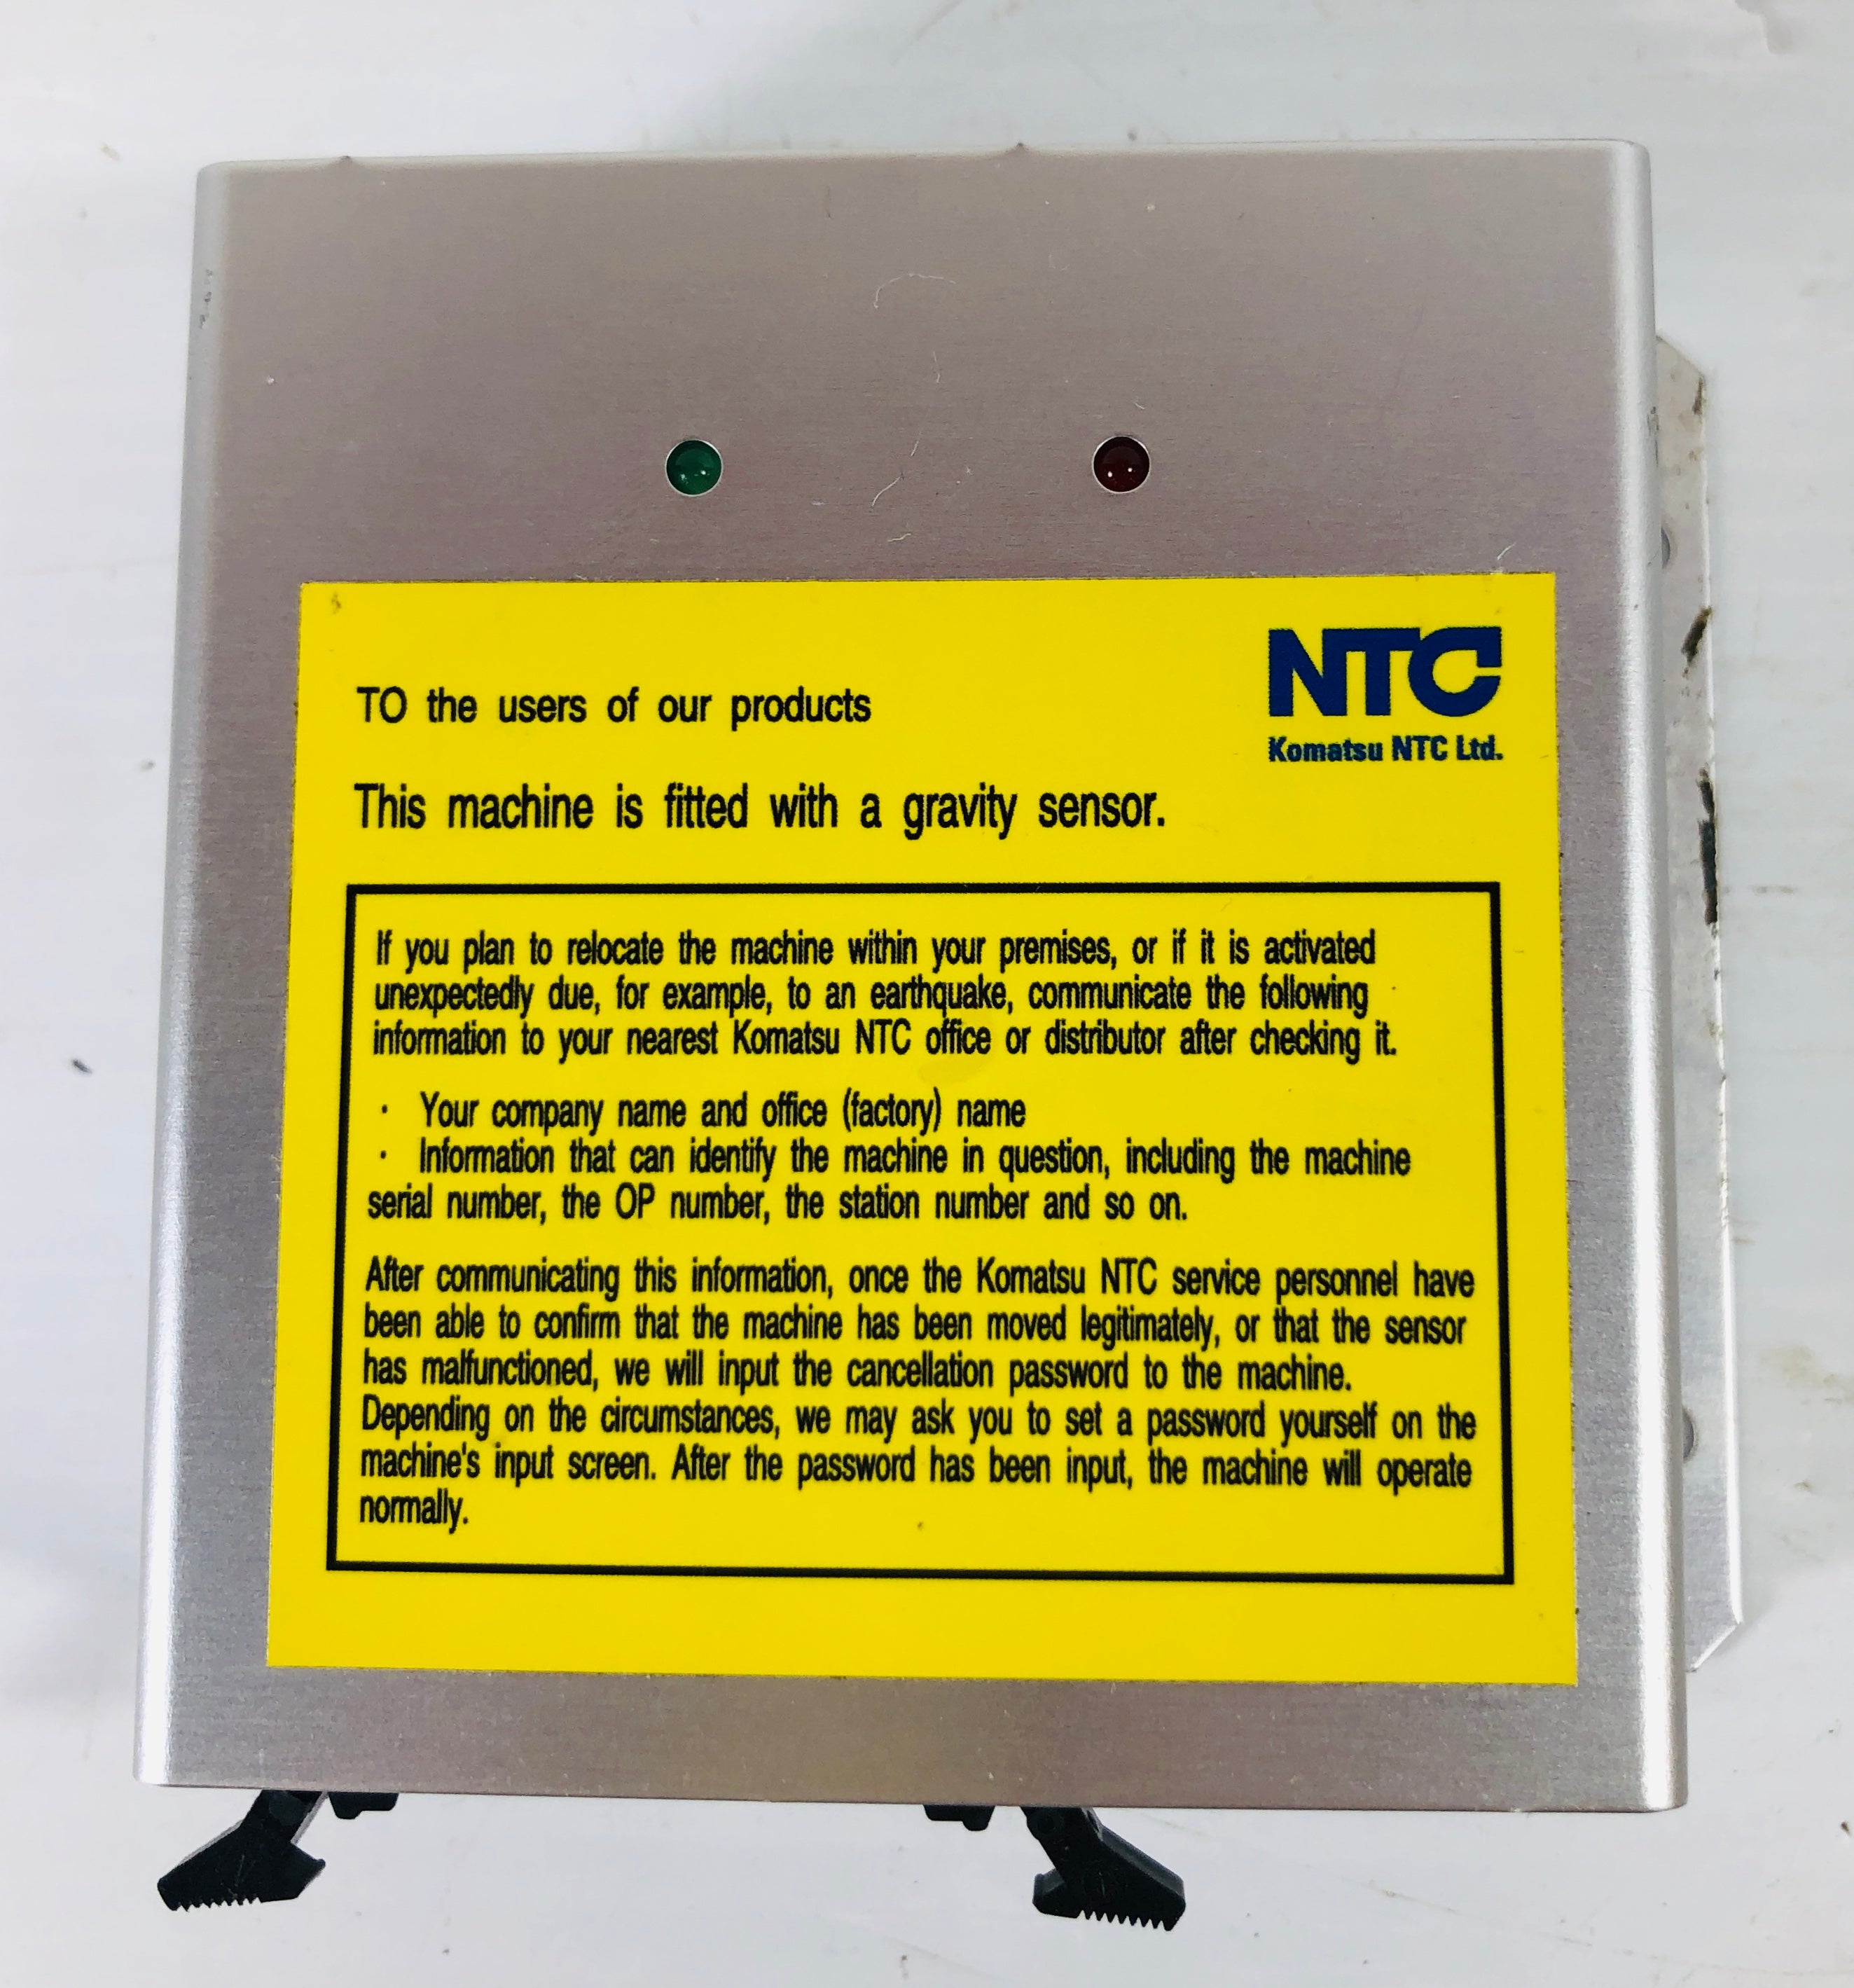 NTC
Komatsu NTC Ltd.
TO the users of our products
This machine is fitted with a gravity sensor.
If you plan to relocate the machine within your premises, or if it is activated
unexpectedly due, for example, to an earthquake, communicate the following
information to your nearest Komatsu NTC office or distributor after checking it.
· Your company name and office (factory) name
· Information that can identify the machine in question, including the machine
serial number, the OP number, the station number and so on.
After communicating this information, once the Komatsu NTC service personnel have
been able to confirm that the machine has been moved legitimately, or that the sensor
has malfunctioned, we will input the cancellation password to the machine.
Depending on the circumstances, we may ask you to set a password yourself on the
machine's input screen. After the password has been input, the machine will operate
normally.